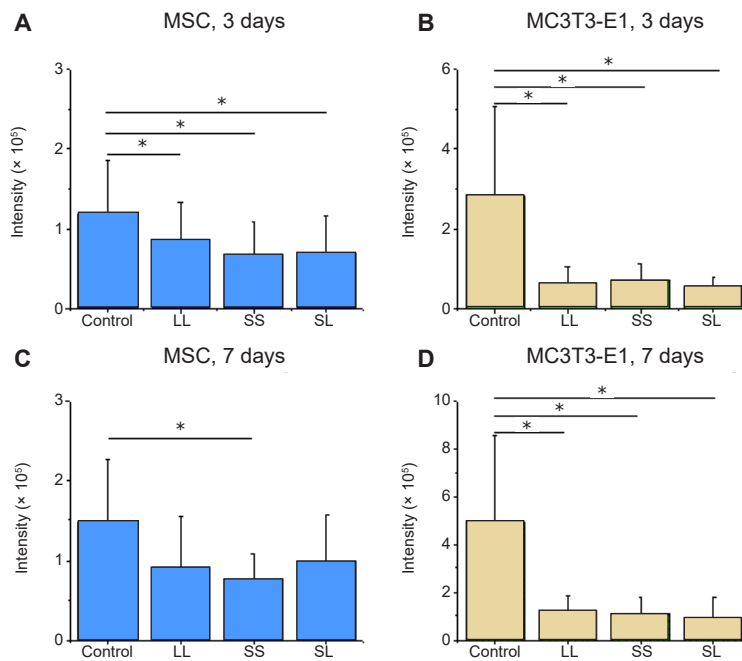 A
MSC, 3 days
3
2
1
0
Intensity (× 10⁵)
*
*
*
Control
LL
SS
SL
B
MC3T3-E1, 3 days
6
4
2
0
Intensity (× 10⁵)
*
*
*
Control
LL
SS
SL
C
MSC, 7 days
3
2
1
0
Intensity (× 10⁵)
*
Control
LL
SS
SL
D
MC3T3-E1, 7 days
10
8
6
4
2
0
Intensity (× 10⁵)
*
*
*
Control
LL
SS
SL